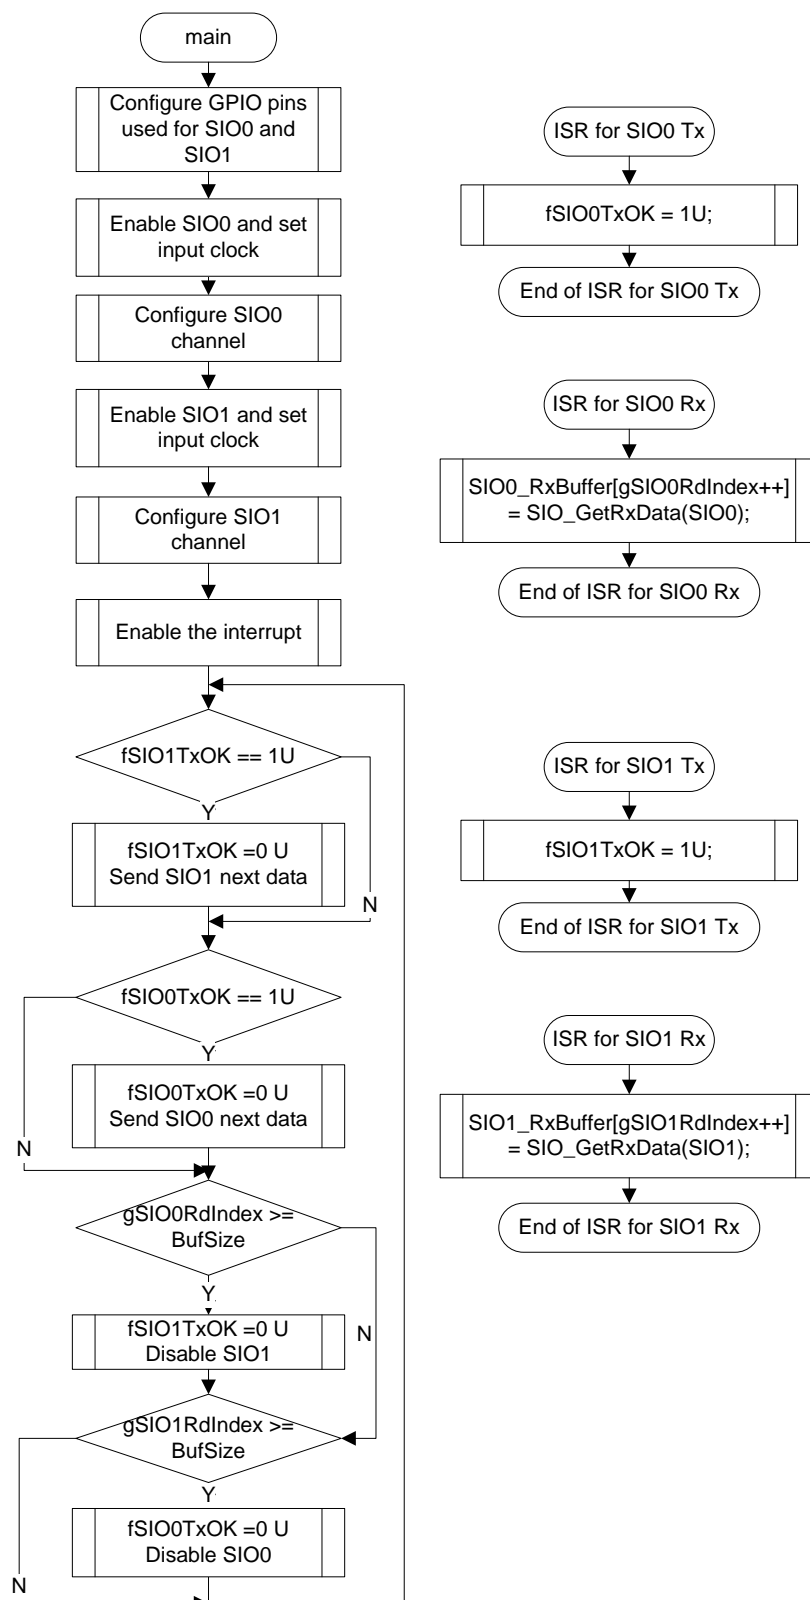 main
Configure GPIO pins
used for SIO0 and
SIO1
Enable SIO0 and set
input clock
Configure SIO0
channel
Enable SIO1 and set
input clock
Configure SIO1
channel
Enable the interrupt
fSIO1TxOK == 1U
Y
fSIO1TxOK =0 U
Send SIO1 next data
N
fSIO0TxOK == 1U
Y
fSIO0TxOK =0 U
Send SIO0 next data
N
gSIO0RdIndex >=
BufSize
Y
fSIO1TxOK =0 U
Disable SIO1
N
gSIO1RdIndex >=
BufSize
Y
fSIO0TxOK =0 U
Disable SIO0
N
ISR for SIO0 Tx
fSIO0TxOK = 1U;
End of ISR for SIO0 Tx
ISR for SIO0 Rx
SIO0_RxBuffer[gSIO0RdIndex++]
= SIO_GetRxData(SIO0);
End of ISR for SIO0 Rx
ISR for SIO1 Tx
fSIO1TxOK = 1U;
End of ISR for SIO1 Tx
ISR for SIO1 Rx
SIO1_RxBuffer[gSIO1RdIndex++]
= SIO_GetRxData(SIO1);
End of ISR for SIO1 Rx